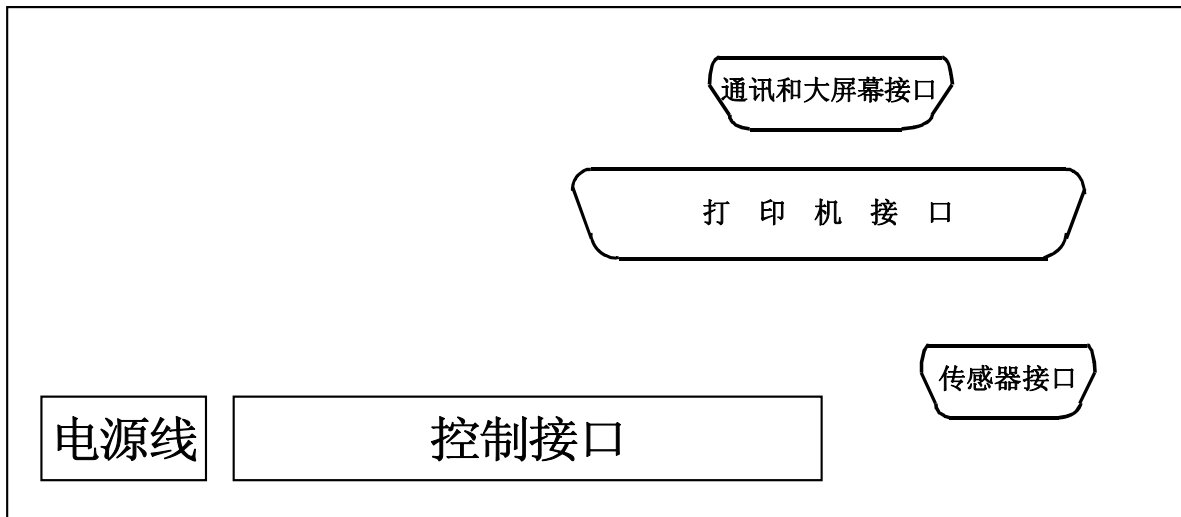 通讯和大屏幕接口
打 印 机 接 口
传感器接口
电源线
控制接口